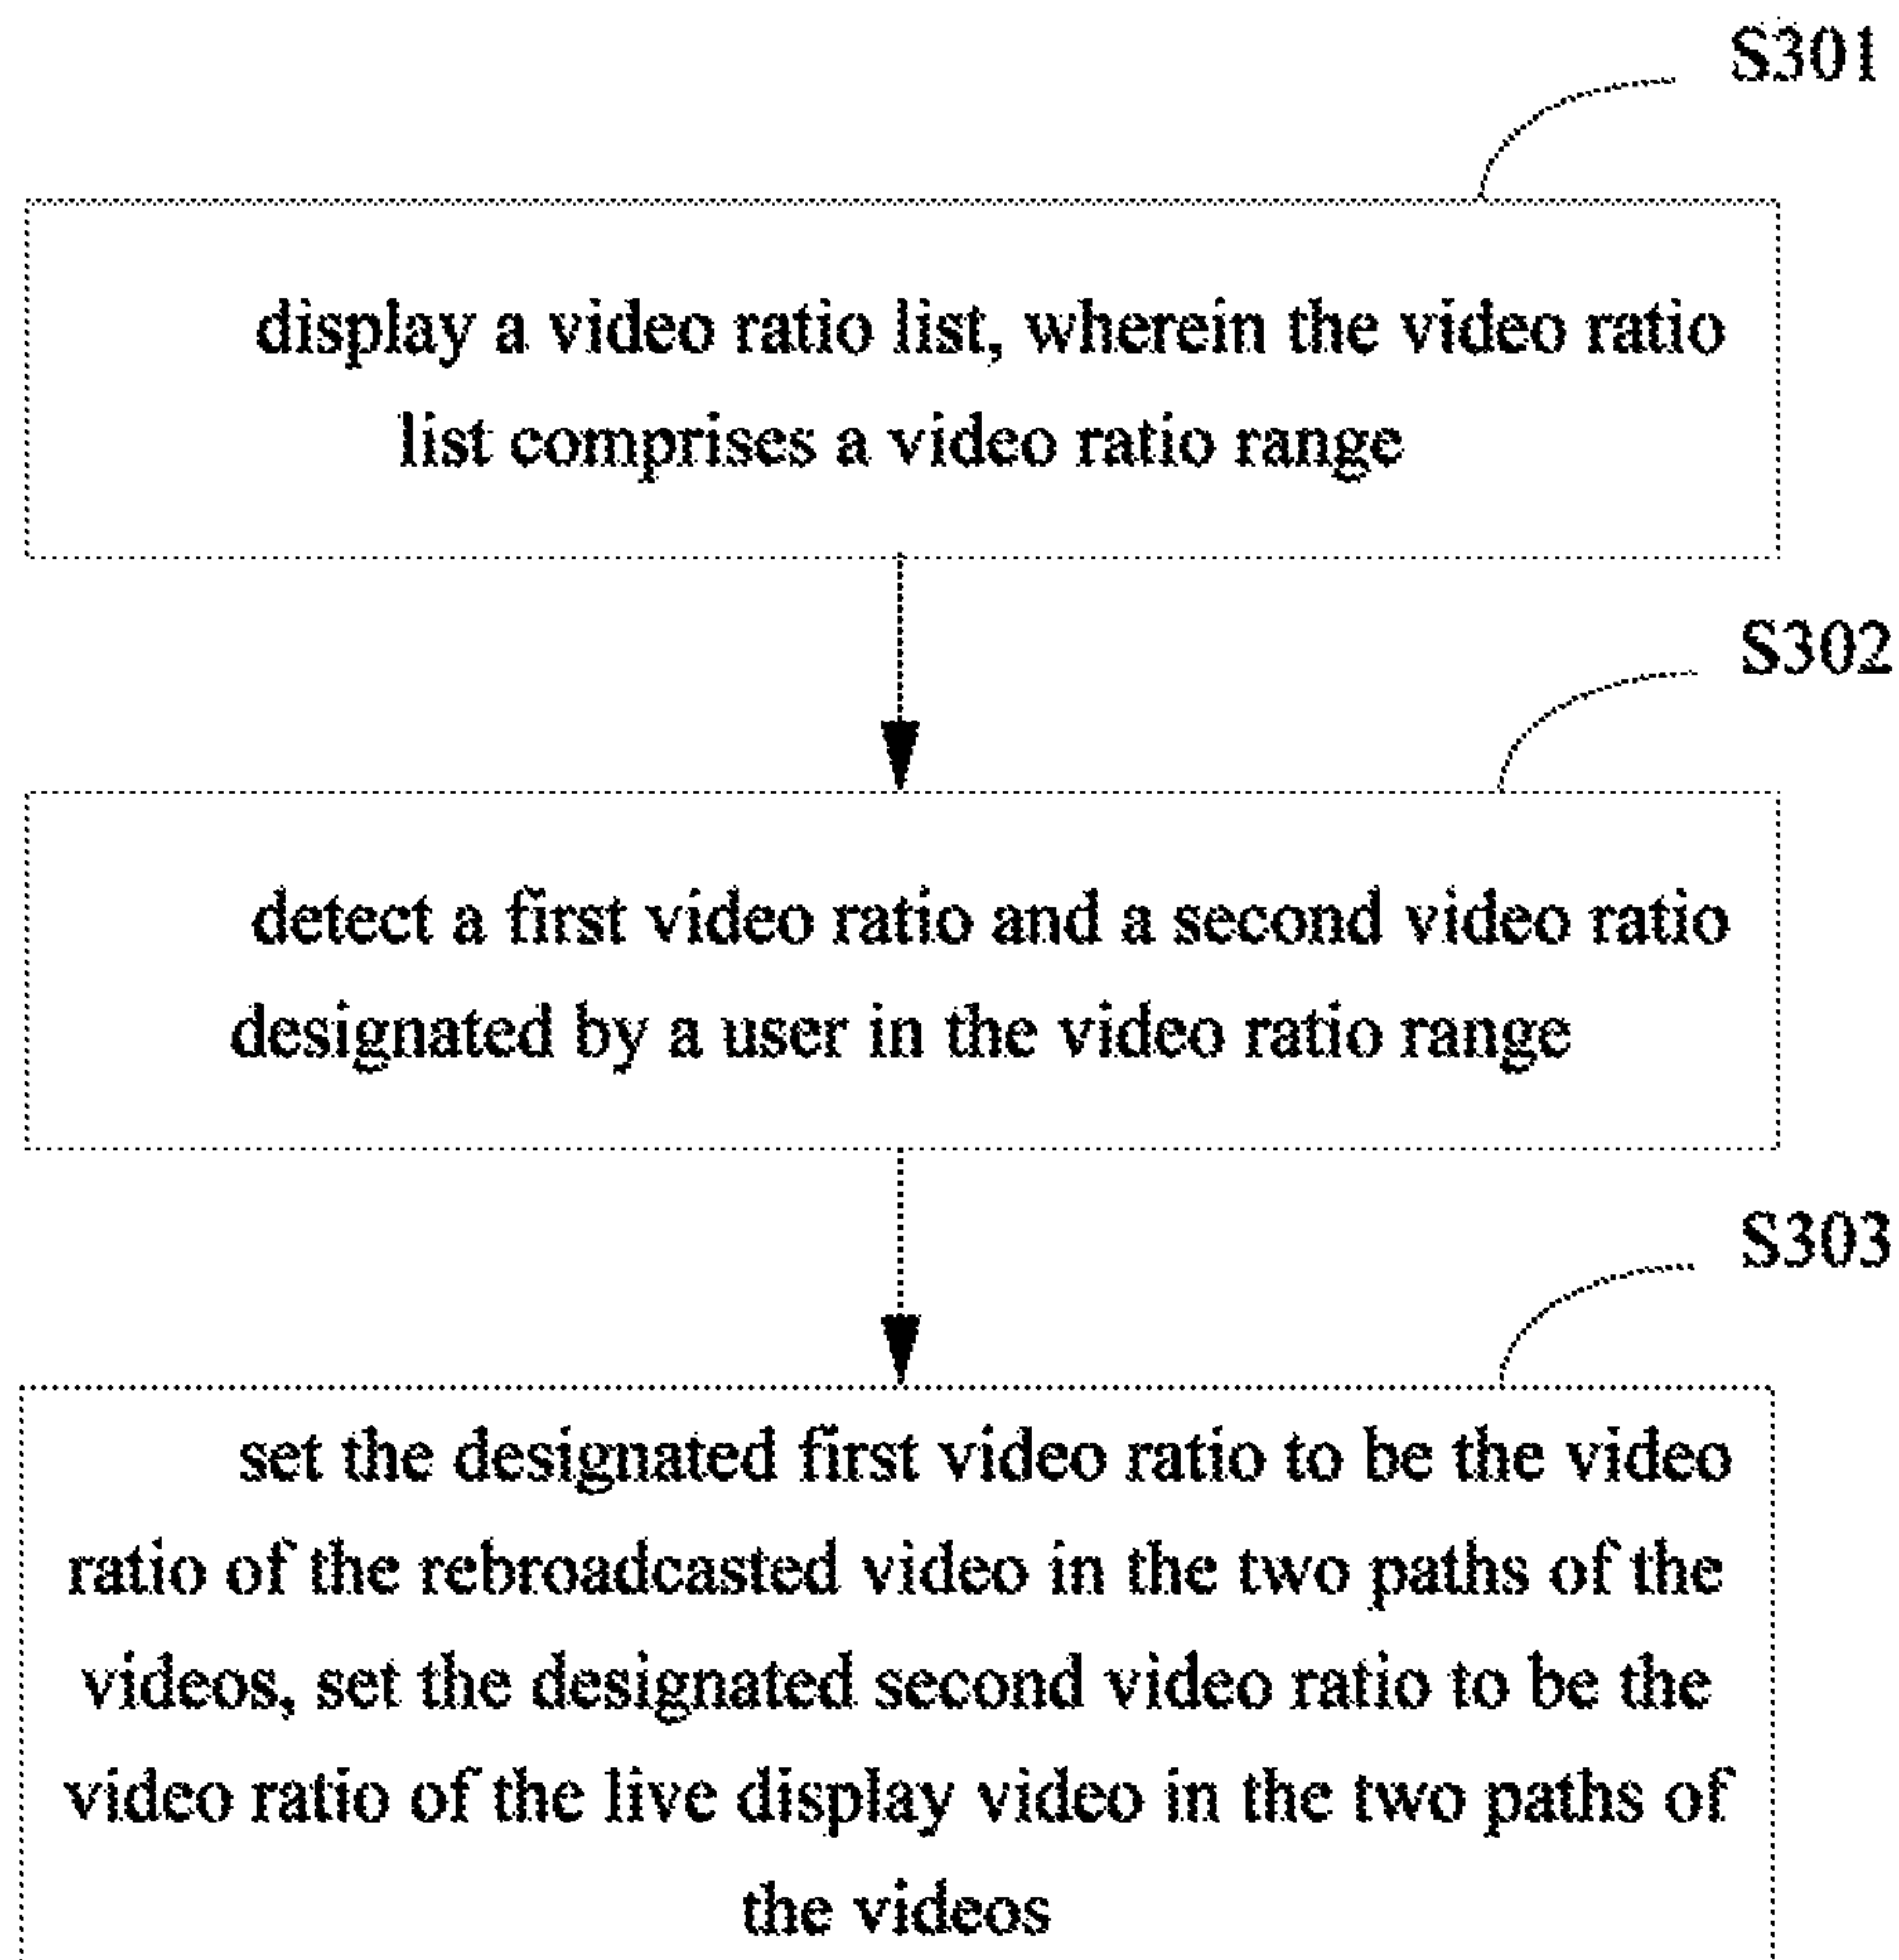 S301
display a video ratio list, wherein the video ratio
list comprises a video ratio range
S302
detect a first video ratio and a second video ratio
designated by a user in the video ratio range
S303
set the designated first video ratio to be the video
ratio of the rebroadcasted video in the two paths of the
videos, set the designated second video ratio to be the
video ratio of the live display video in the two paths of
the videos